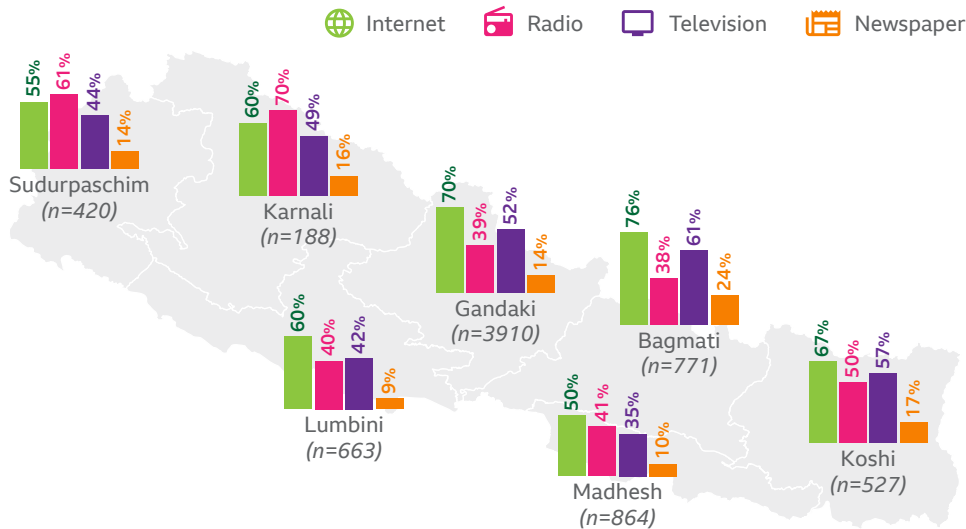 Internet Radio Television Newspaper
55% 61% 44% 14%
Sudurpaschim
(n=420)
60% 70% 49% 16%
Karnali
(n=188)
70% 39% 52% 14%
Gandaki
(n=3910)
76% 38% 61% 24%
Bagmati
(n=771)
60% 40% 42% 9%
Lumbini
(n=663)
50% 41% 35% 10%
Madhesh
(n=864)
67% 50% 57% 17%
Koshi
(n=527)